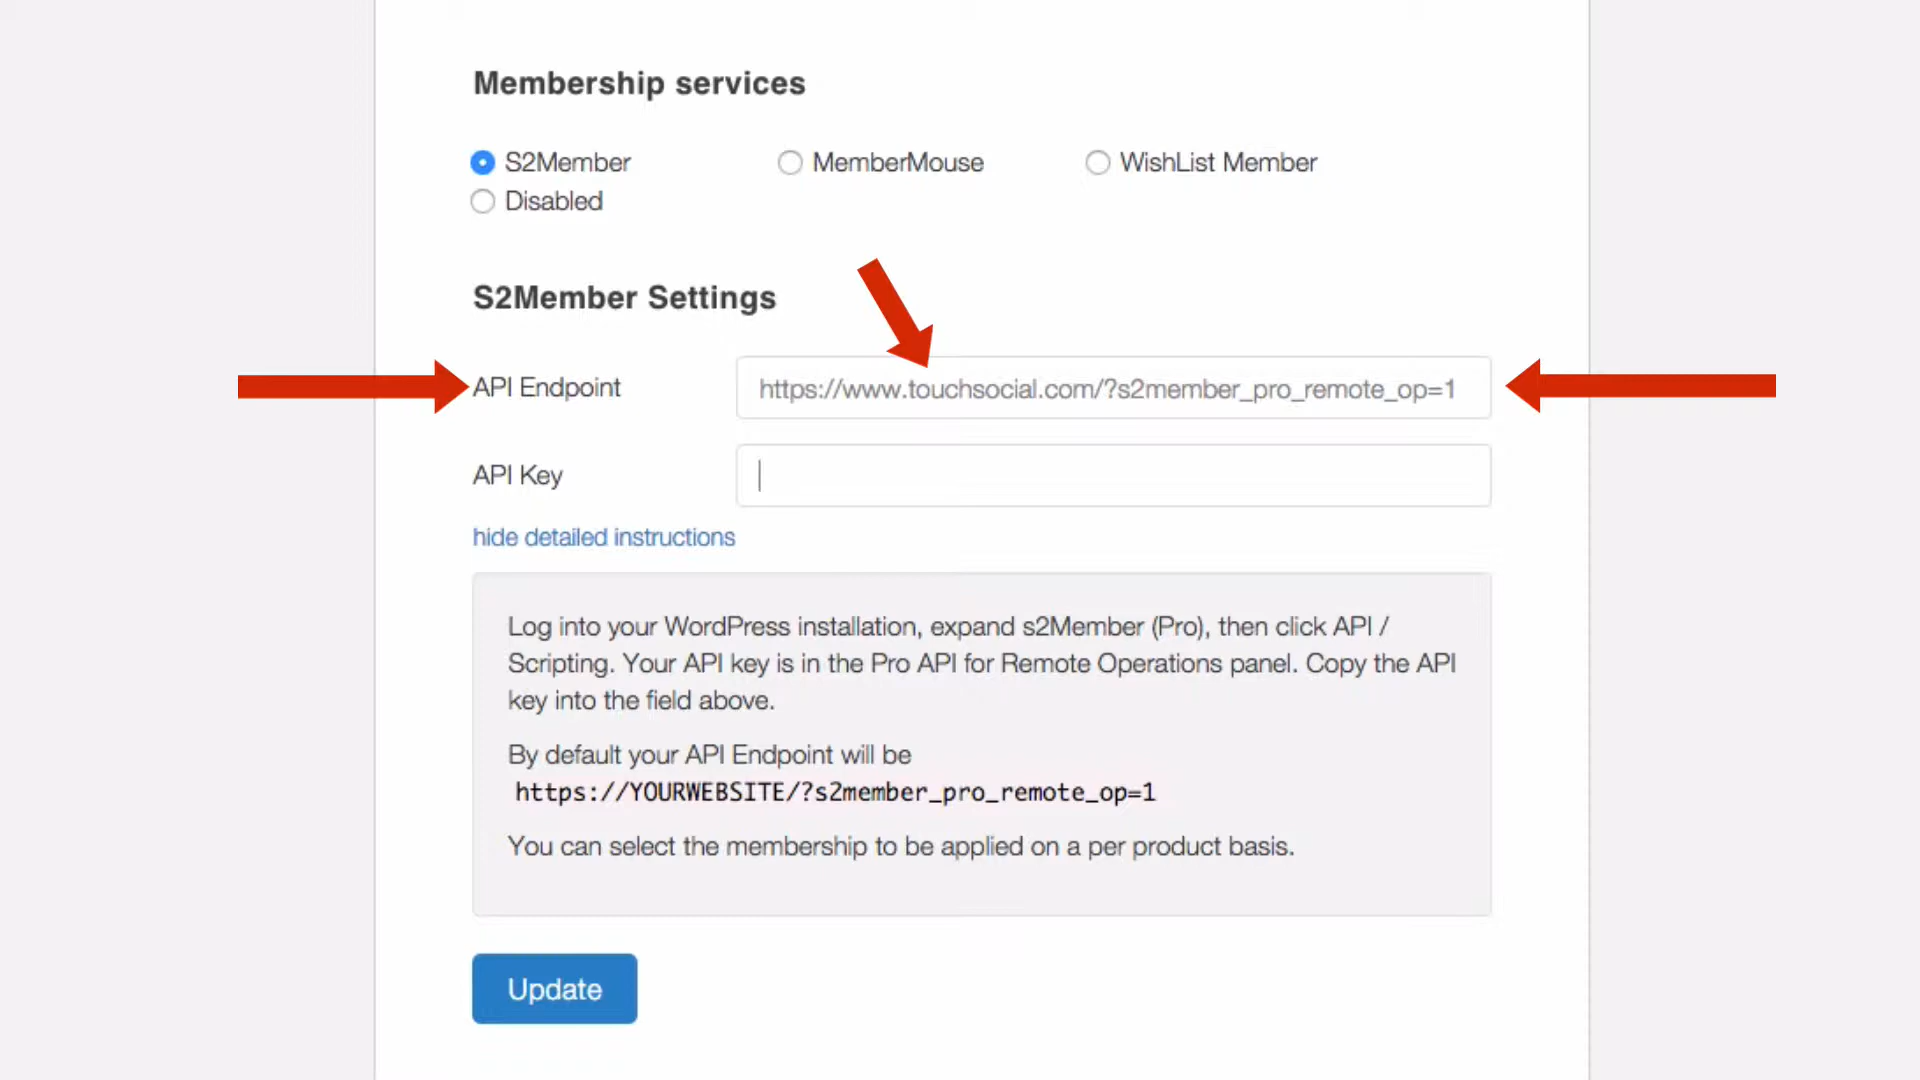 Membership services
S2Member
MemberMouse
WishList Member
Disabled
S2Member Settings
API Endpoint
https://www.touchsocial.com/?s2member_pro_remote_op=1
API Key
hide detailed instructions
Log into your WordPress installation, expand s2Member (Pro), then click API /
Scripting. Your API key is in the Pro API for Remote Operations panel. Copy the API
key into the field above.
By default your API Endpoint will be
https://YOURWEBSITE/?s2member_pro_remote_op=1
You can select the membership to be applied on a per product basis.
Update